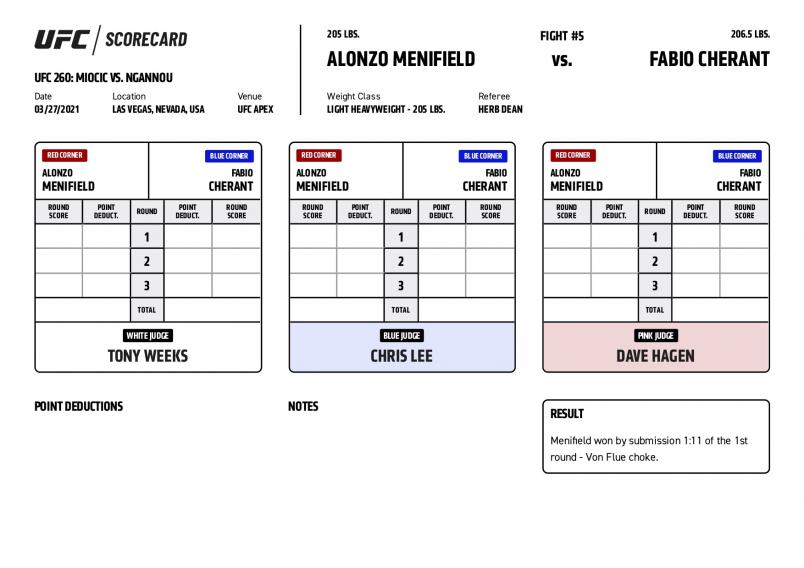 UFC / SCORECARD
UFC 260: MIOCIC VS. NGANNOU
Date Location Venue
03/27/2021 LAS VEGAS, NEVADA, USA UFC APEX
205 LBS. FIGHT #5 206.5 LBS.
ALONZO MENIFIELD VS. FABIO CHERANT
Weight Class Referee
LIGHT HEAVYWEIGHT - 205 LBS. HERB DEAN
RED CORNER BLUE CORNER
ALONZO FABIO
MENIFIELD CHERANT
ROUND POINT ROUND POINT ROUND
SCORE DEDUCT. DEDUCT. SCORE
1
2
3
TOTAL
WHITE JUDGE
TONY WEEKS
RED CORNER BLUE CORNER
ALONZO FABIO
MENIFIELD CHERANT
ROUND POINT ROUND POINT ROUND
SCORE DEDUCT. DEDUCT. SCORE
1
2
3
TOTAL
BLUE JUDGE
CHRIS LEE
RED CORNER BLUE CORNER
ALONZO FABIO
MENIFIELD CHERANT
ROUND POINT ROUND POINT ROUND
SCORE DEDUCT. DEDUCT. SCORE
1
2
3
TOTAL
PINK JUDGE
DAVE HAGEN
POINT DEDUCTIONS
NOTES
RESULT
Menifield won by submission 1:11 of the 1st
round - Von Flue choke.